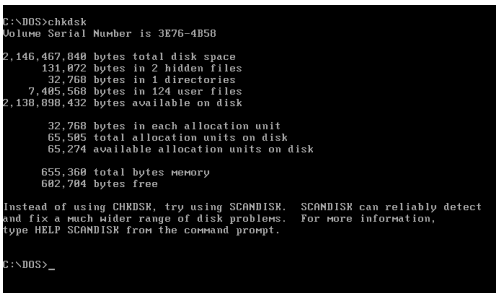 C:\DOS>chkdsk
Volume Serial Number is 3E76-4B58
2,146,467,840 bytes total disk space
131,072 bytes in 2 hidden files
32,768 bytes in 1 directories
7,405,568 bytes in 124 user files
2,138,898,432 bytes available on disk
32,768 bytes in each allocation unit
65,505 total allocation units on disk
65,274 available allocation units on disk
655,360 total bytes memory
602,704 bytes free
Instead of using CHKDSK, try using SCANDISK. SCANDISK can reliably detect
and fix a much wider range of disk problems. For more information,
type HELP SCANDISK from the command prompt.
C:\DOS>_